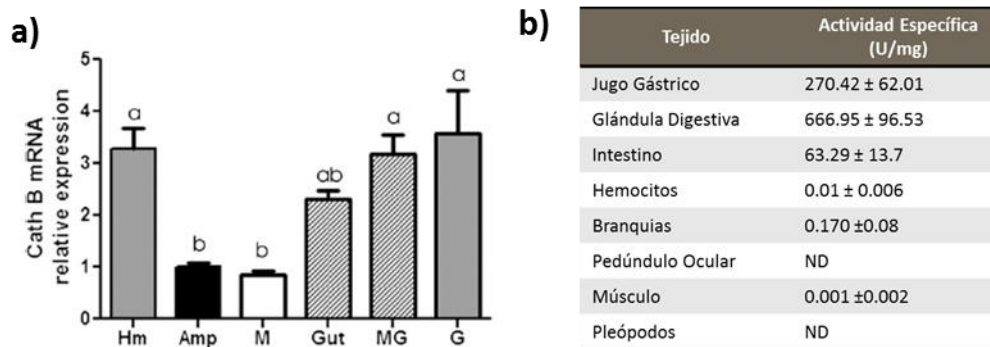 a)
Cath B mRNA
relative expression
5
4
3
2
1
0
a
b
b
ab
a
a
Hm Amp M Gut MG G
b)
Tejido Actividad Específica
(U/mg)
Jugo Gástrico 270.42 ± 62.01
Glándula Digestiva 666.95 ± 96.53
Intestino 63.29 ± 13.7
Hemocitos 0.01 ± 0.006
Branquias 0.170 ±0.08
Pedúndulo Ocular ND
Músculo 0.001 ±0.002
Pleópodos ND